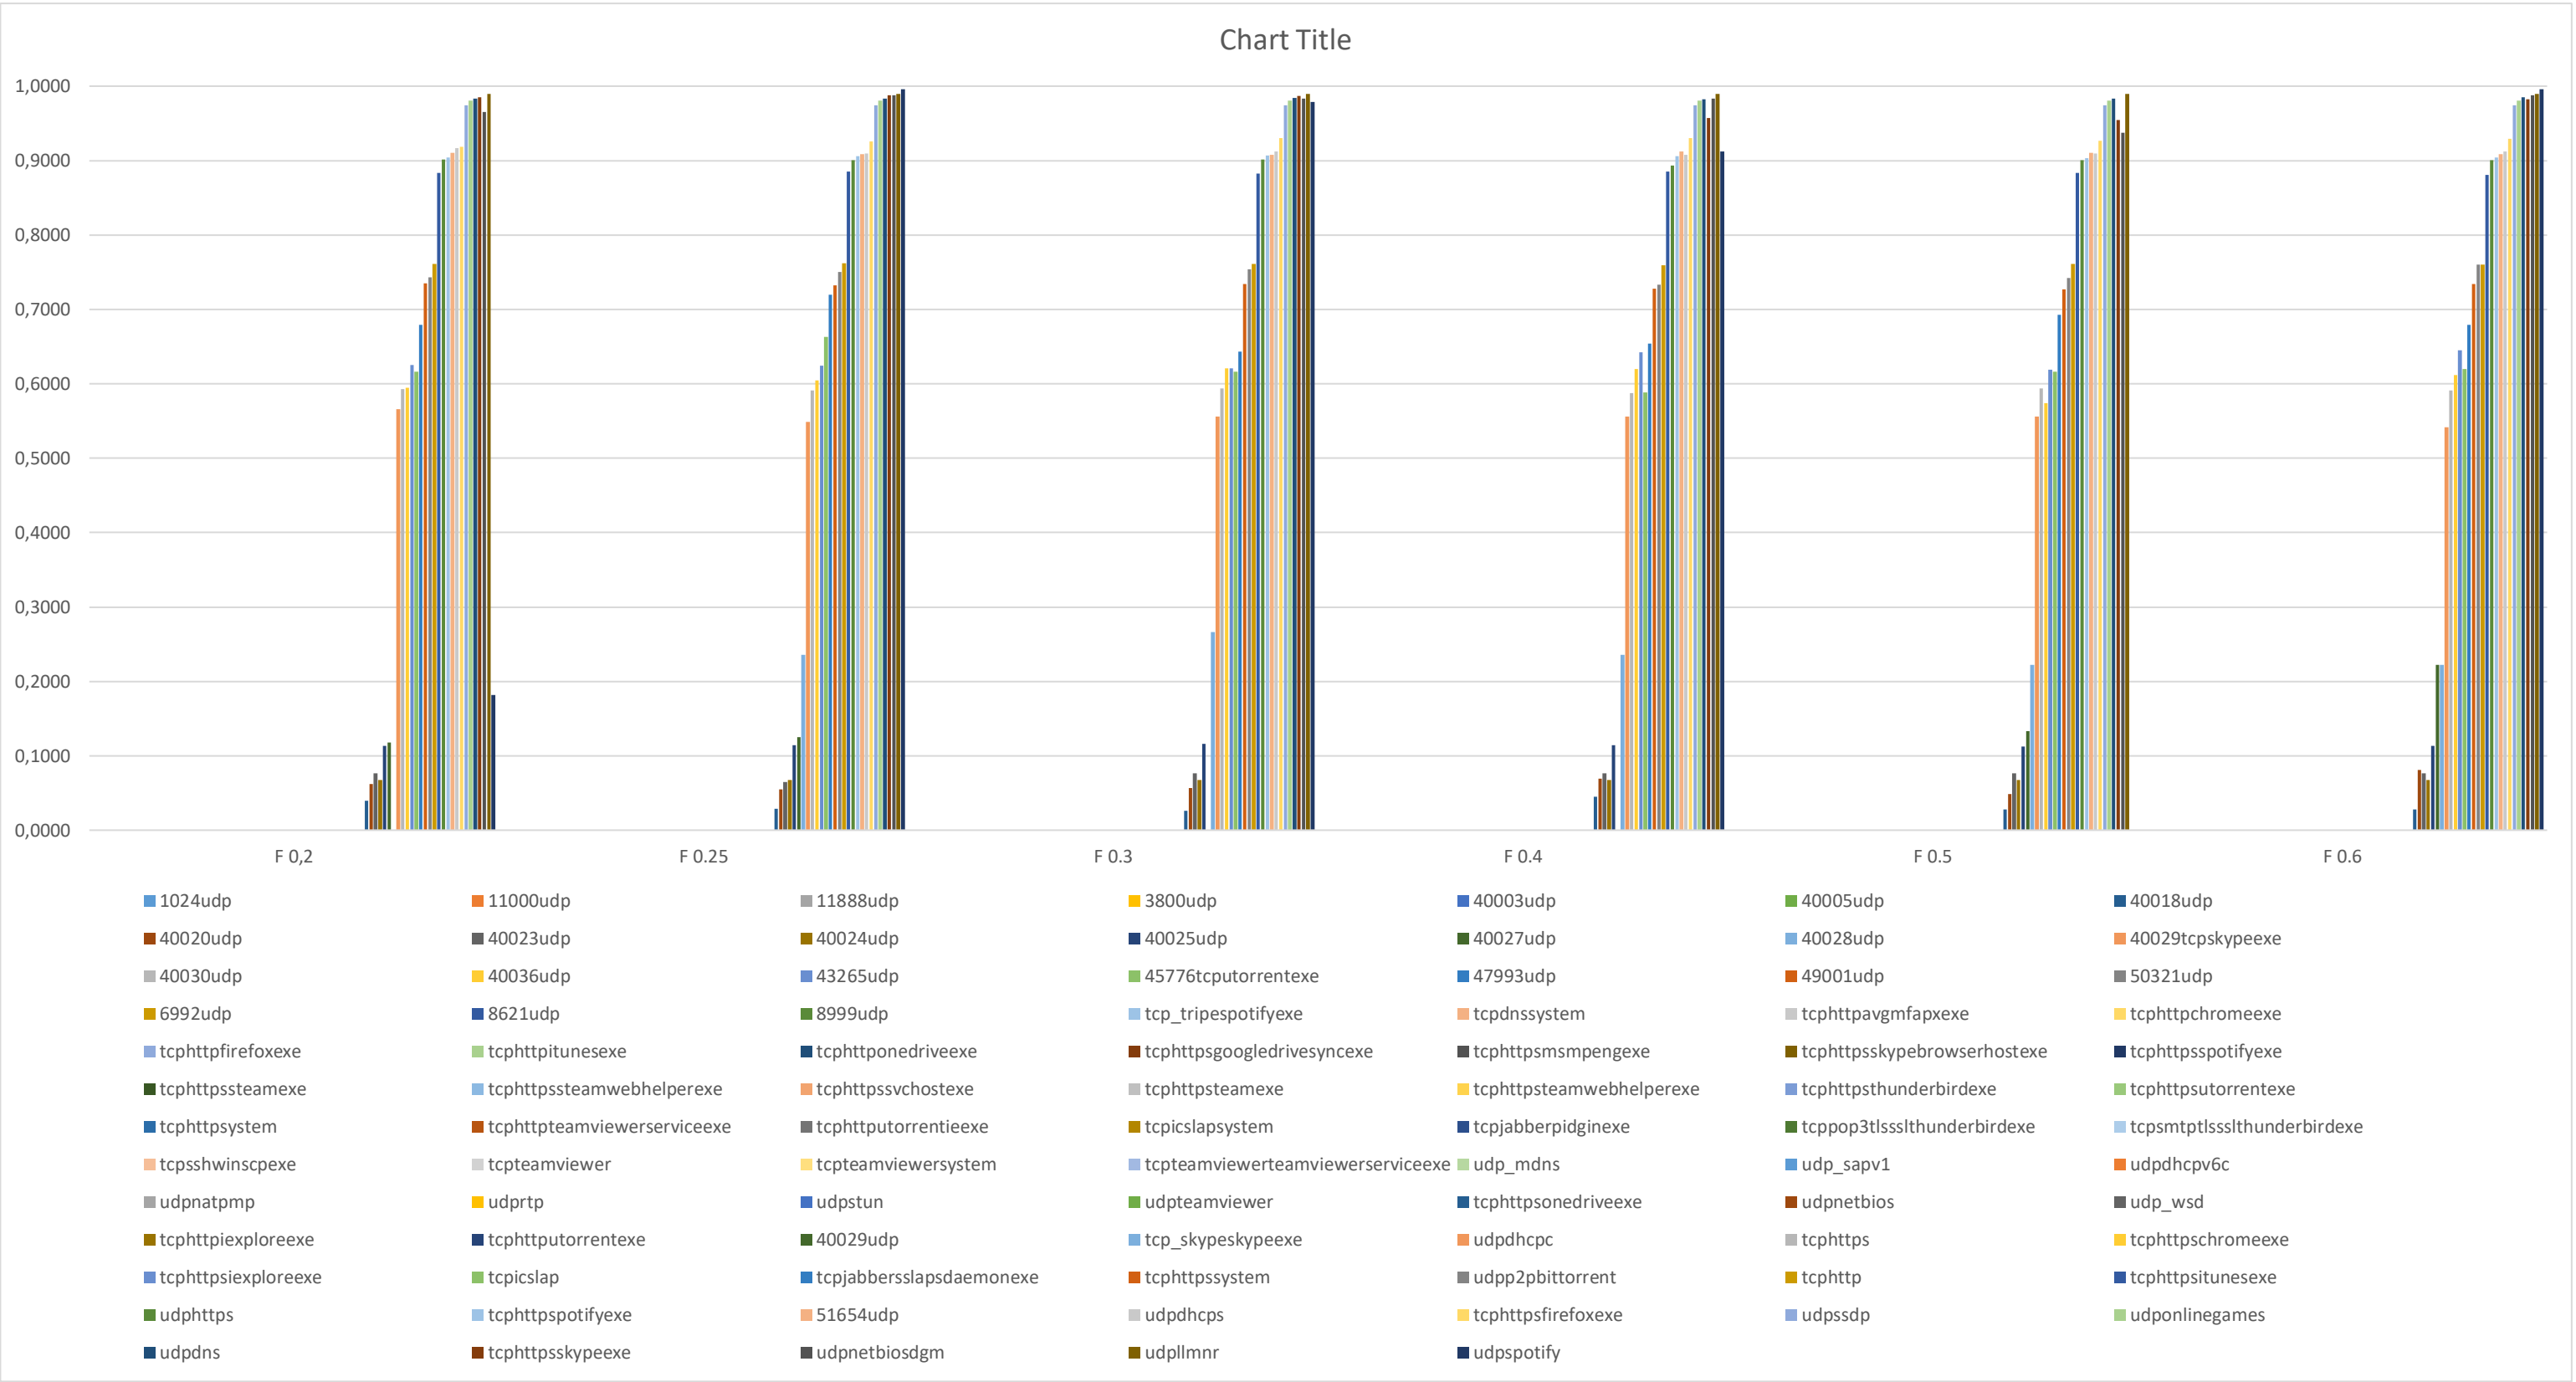 Chart Title
1,0000
0,9000
0,8000
0,7000
0,6000
0,5000
0,4000
0,3000
0,2000
0,1000
0,0000
F 0,2 F 0.25 F 0.3 F 0.4 F 0.5 F 0.6
1024udp 11000udp 11888udp 3800udp 40003udp 40005udp 40018udp
40020udp 40023udp 40024udp 40025udp 40027udp 40028udp 40029tcpskypeexe
40030udp 40036udp 43265udp 45776tcputorrentexe 47993udp 49001udp 50321udp
6992udp 8621udp 8999udp tcp_tripespotifyexe tcpdnssystem tcphttpavgmfapxexe tcphttpchromeexe
tcphttpfirefoxexe tcphttpitunesexe tcphttponedriveexe tcphttpsgoogledrivesyncexe tcphttpsmsmpengexe tcphttpsskypebrowserhostexe tcphttpsspotifyexe
tcphttpssteamexe tcphttpssteamwebhelperexe tcphttpssvchostexe tcphttpsteamexe tcphttpsteamwebhelperexe tcphttpsthunderbirdexe tcphttpsutorrentexe
tcphttpsystem tcphttpteamviewerserviceexe tcphttputorrentieexe tcpicslapsystem tcpjabberpidginexe tcppop3tlssslthunderbirdexe tcpsmtptlssslthunderbirdexe
tcpsshwinscpexe tcpteamviewer tcpteamviewersystem tcpteamviewerteamviewerserviceexe udp_mdns udp_sapv1 udpdhcpv6c
udpnatpmp udprtp udpstun udpteamviewer tcphttpsonedriveexe udpnetbios udp_wsd
tcphttpiexploreexe tcphttputorrentexe 40029udp tcp_skypeskypeexe udpdhcpc tcphttps tcphttpschromeexe
tcphttpsiexploreexe tcpicslap tcpjabbersslapsdaemonexe tcphttpssystem udpp2pbittorrent tcphttp tcphttpsitunesexe
udphttps tcphttpspotifyexe 51654udp udpdhcps tcphttpsfirefoxexe udpssdp udponlinegames
udpdns tcphttpsskypeexe udpnetbiosdgm udpllmnr udpspotify